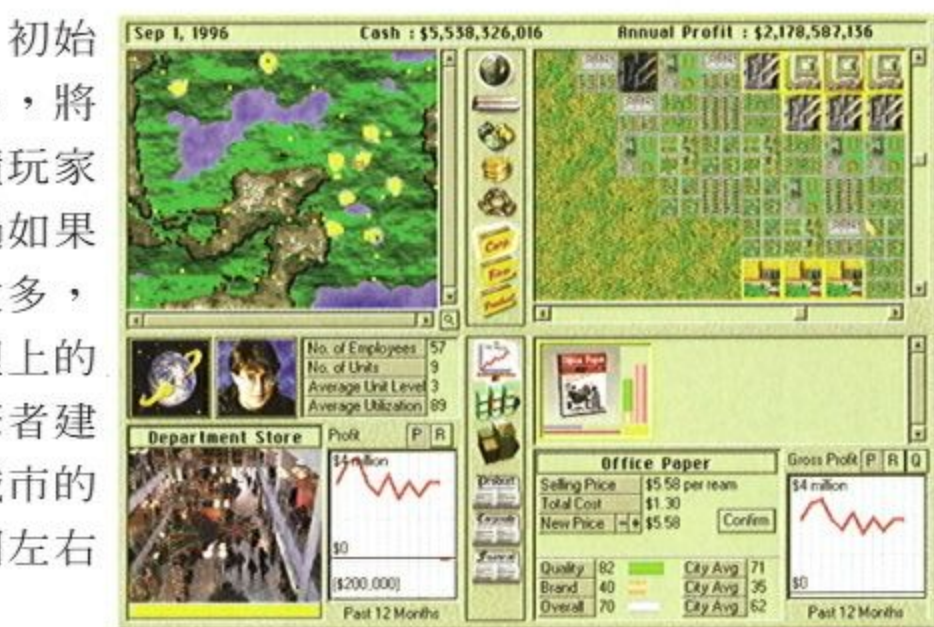 初始
，將
玩家
如果
多，
上的
者建
市的
左右
Sep 1, 1996
Cash : $5,538,326,016
Annual Profit : $2,178,587,136
Corp
Firm
Product
No. of Employees 57
No. of Units 9
Average Unit Level 3
Average Utilization 89
Department Store
Profit P R
$4 million
$0
($200,000)
Past 12 Months
Office Paper
Selling Price $5.58 per ream
Total Cost $1.30
New Price - + $5.58 Confirm
Quality 82 City Avg 71
Brand 40 City Avg 35
Overall 70 City Avg 62
Gross Profit P R Q
$4 million
$0
Past 12 Months